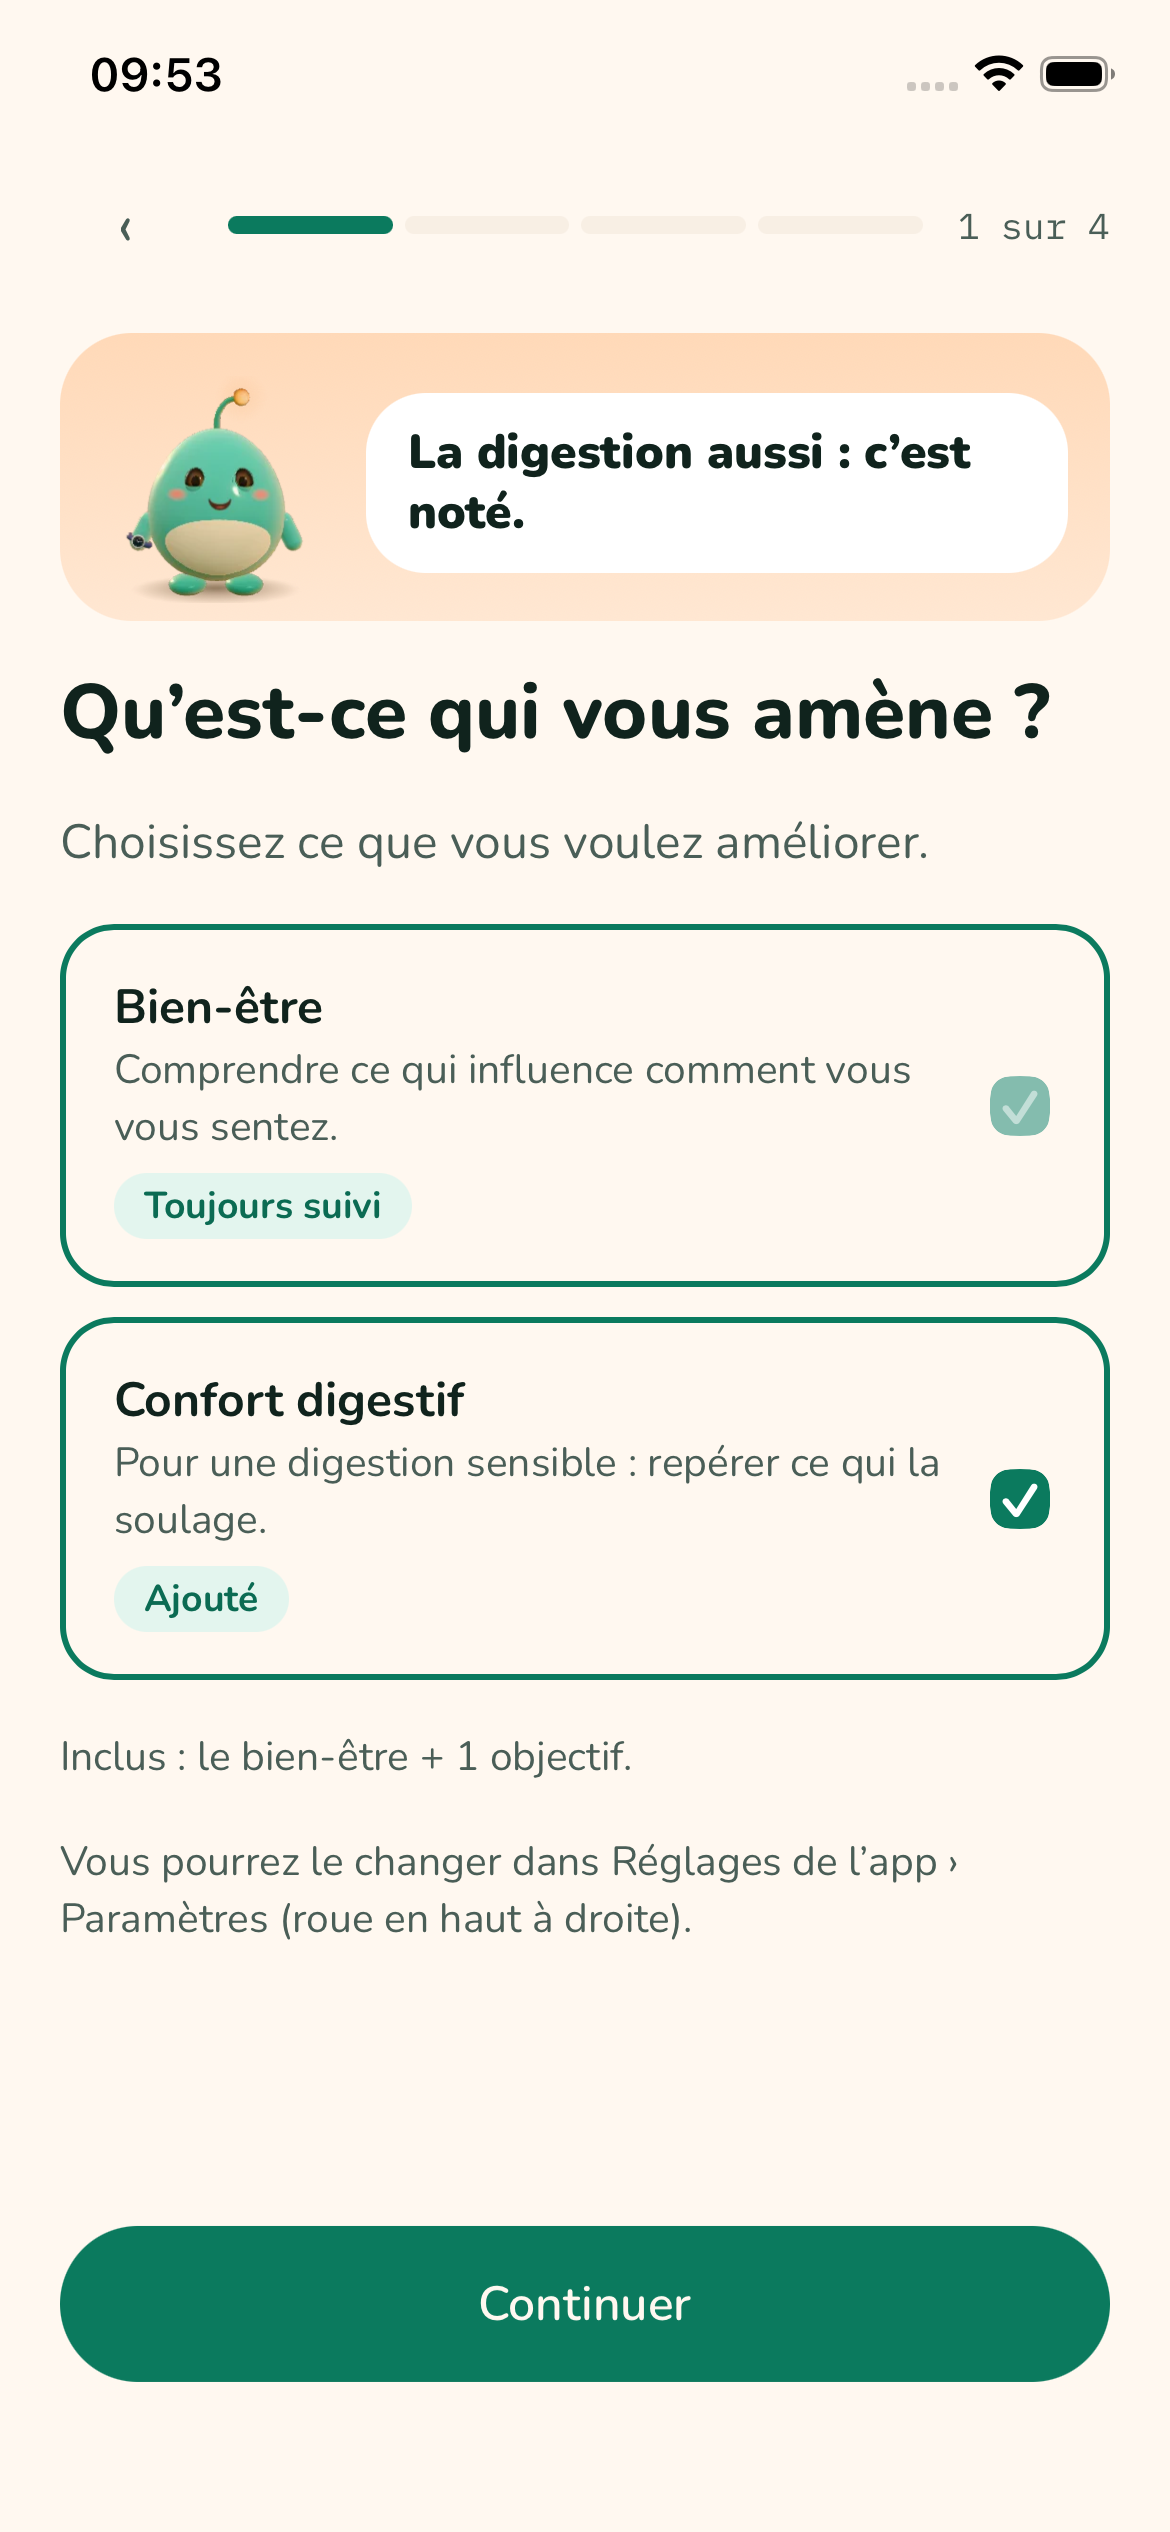 09:53
1 sur 4
La digestion aussi : c’est
noté.
Qu’est-ce qui vous amène ?
Choisissez ce que vous voulez améliorer.
Bien-être
Comprendre ce qui influence comment vous
vous sentez.
Toujours suivi
Confort digestif
Pour une digestion sensible : repérer ce qui la
soulage.
Ajouté
Inclus : le bien-être + 1 objectif.
Vous pourrez le changer dans Réglages de l’app ›
Paramètres (roue en haut à droite).
Continuer